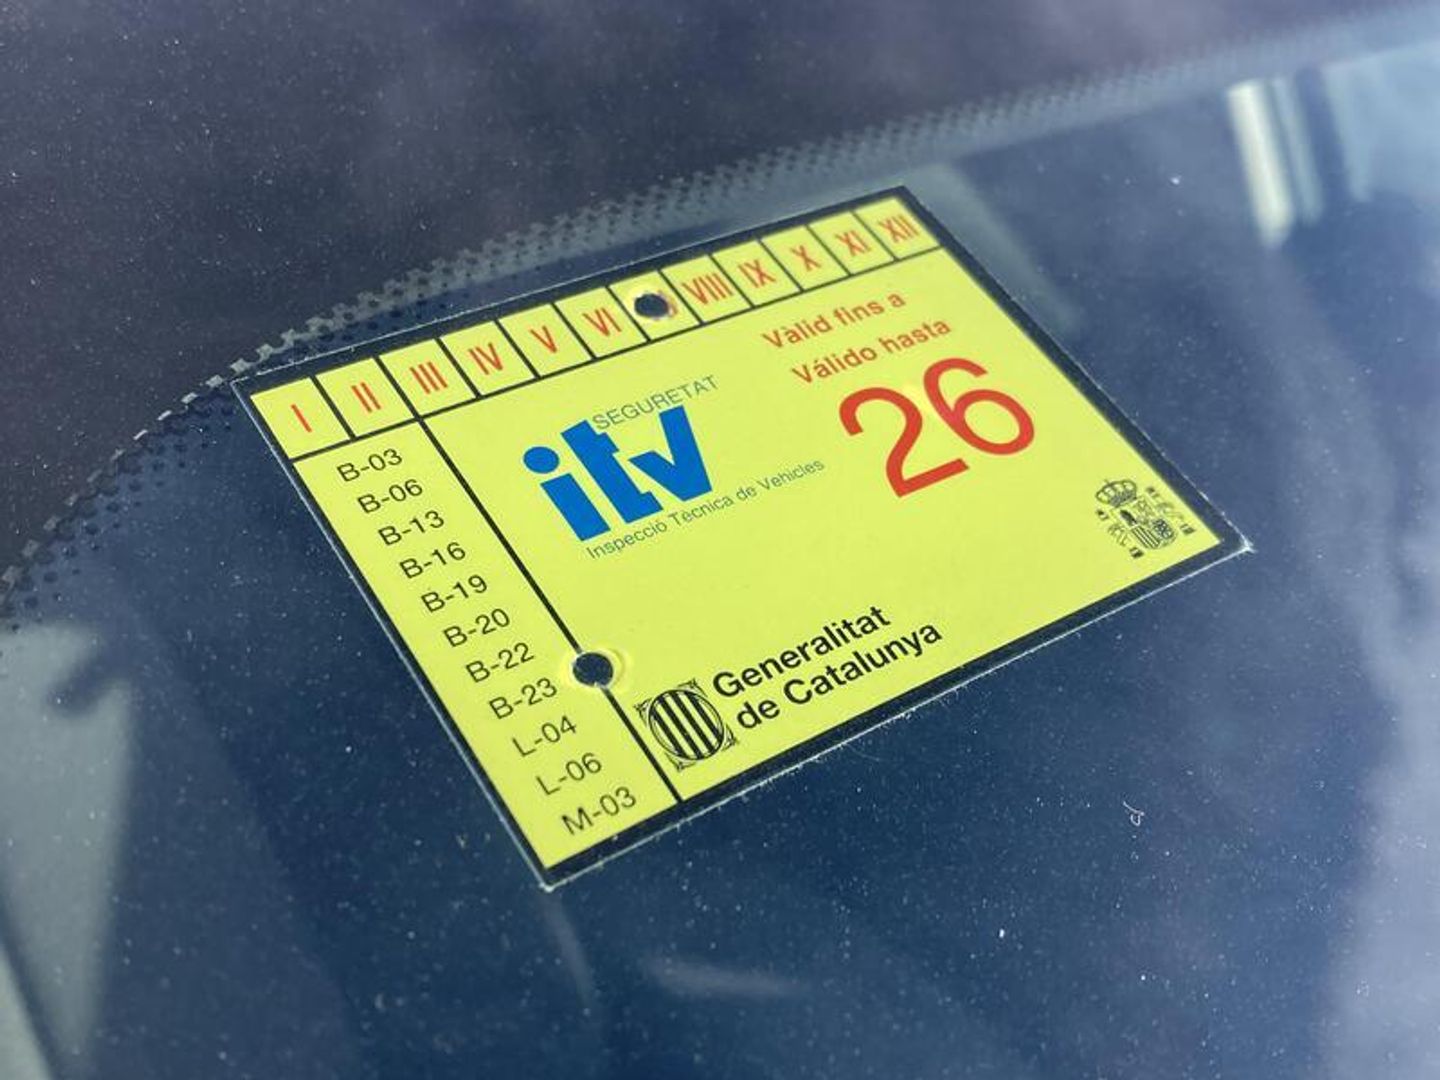 I II III IV V VI VIII IX X XI XII
Vàlid fins a
Válido hasta
26
SEGURETAT
itv
Inspecció Tècnica de Vehicles
B-03
B-06
B-13
B-16
B-19
B-20
B-22
B-23
L-04
L-06
M-03
Generalitat
de Catalunya